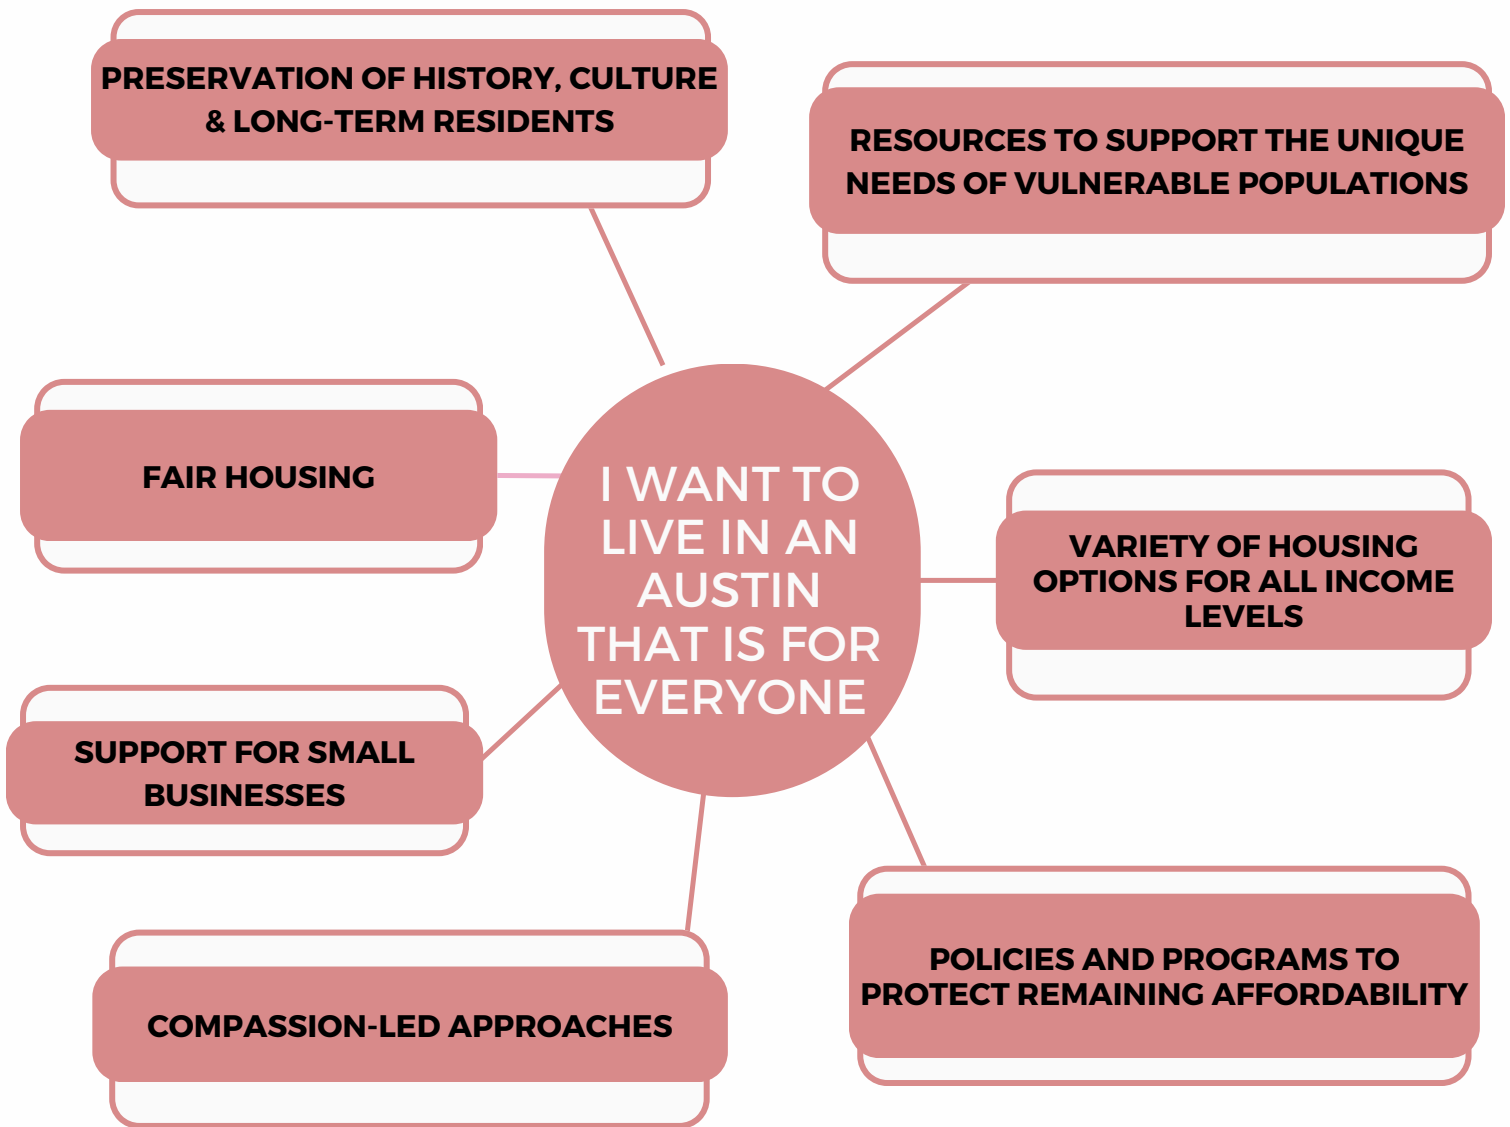 PRESERVATION OF HISTORY, CULTURE
& LONG-TERM RESIDENTS
RESOURCES TO SUPPORT THE UNIQUE
NEEDS OF VULNERABLE POPULATIONS
FAIR HOUSING
I WANT TO
LIVE IN AN
AUSTIN
THAT IS FOR
EVERYONE
VARIETY OF HOUSING
OPTIONS FOR ALL INCOME
LEVELS
SUPPORT FOR SMALL
BUSINESSES
POLICIES AND PROGRAMS TO
PROTECT REMAINING AFFORDABILITY
COMPASSION-LED APPROACHES